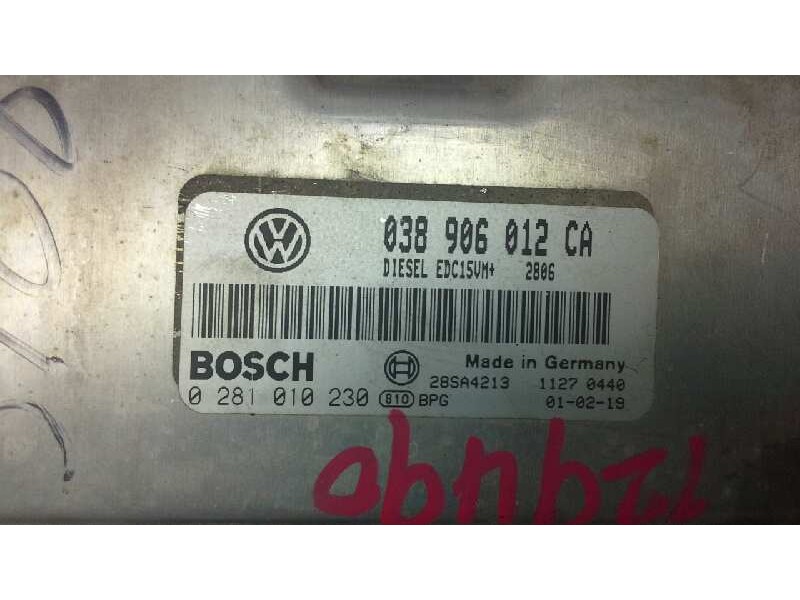 038 906 012 CA
DIESEL EDC15VM+ 2806
BOSCH
Made in Germany
28SA4213 1127 0440
0 281 010 230 810 BPG 01-02-19